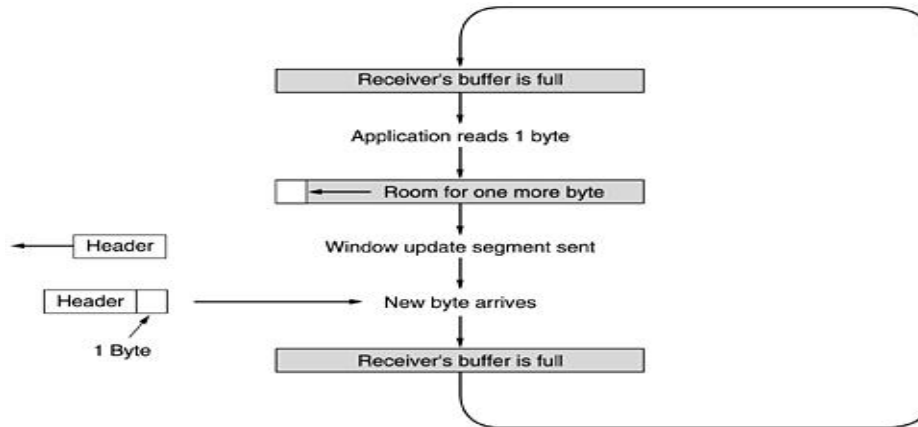 Receiver's buffer is full
Application reads 1 byte
Room for one more byte
Header
Window update segment sent
Header
New byte arrives
1 Byte
Receiver's buffer is full